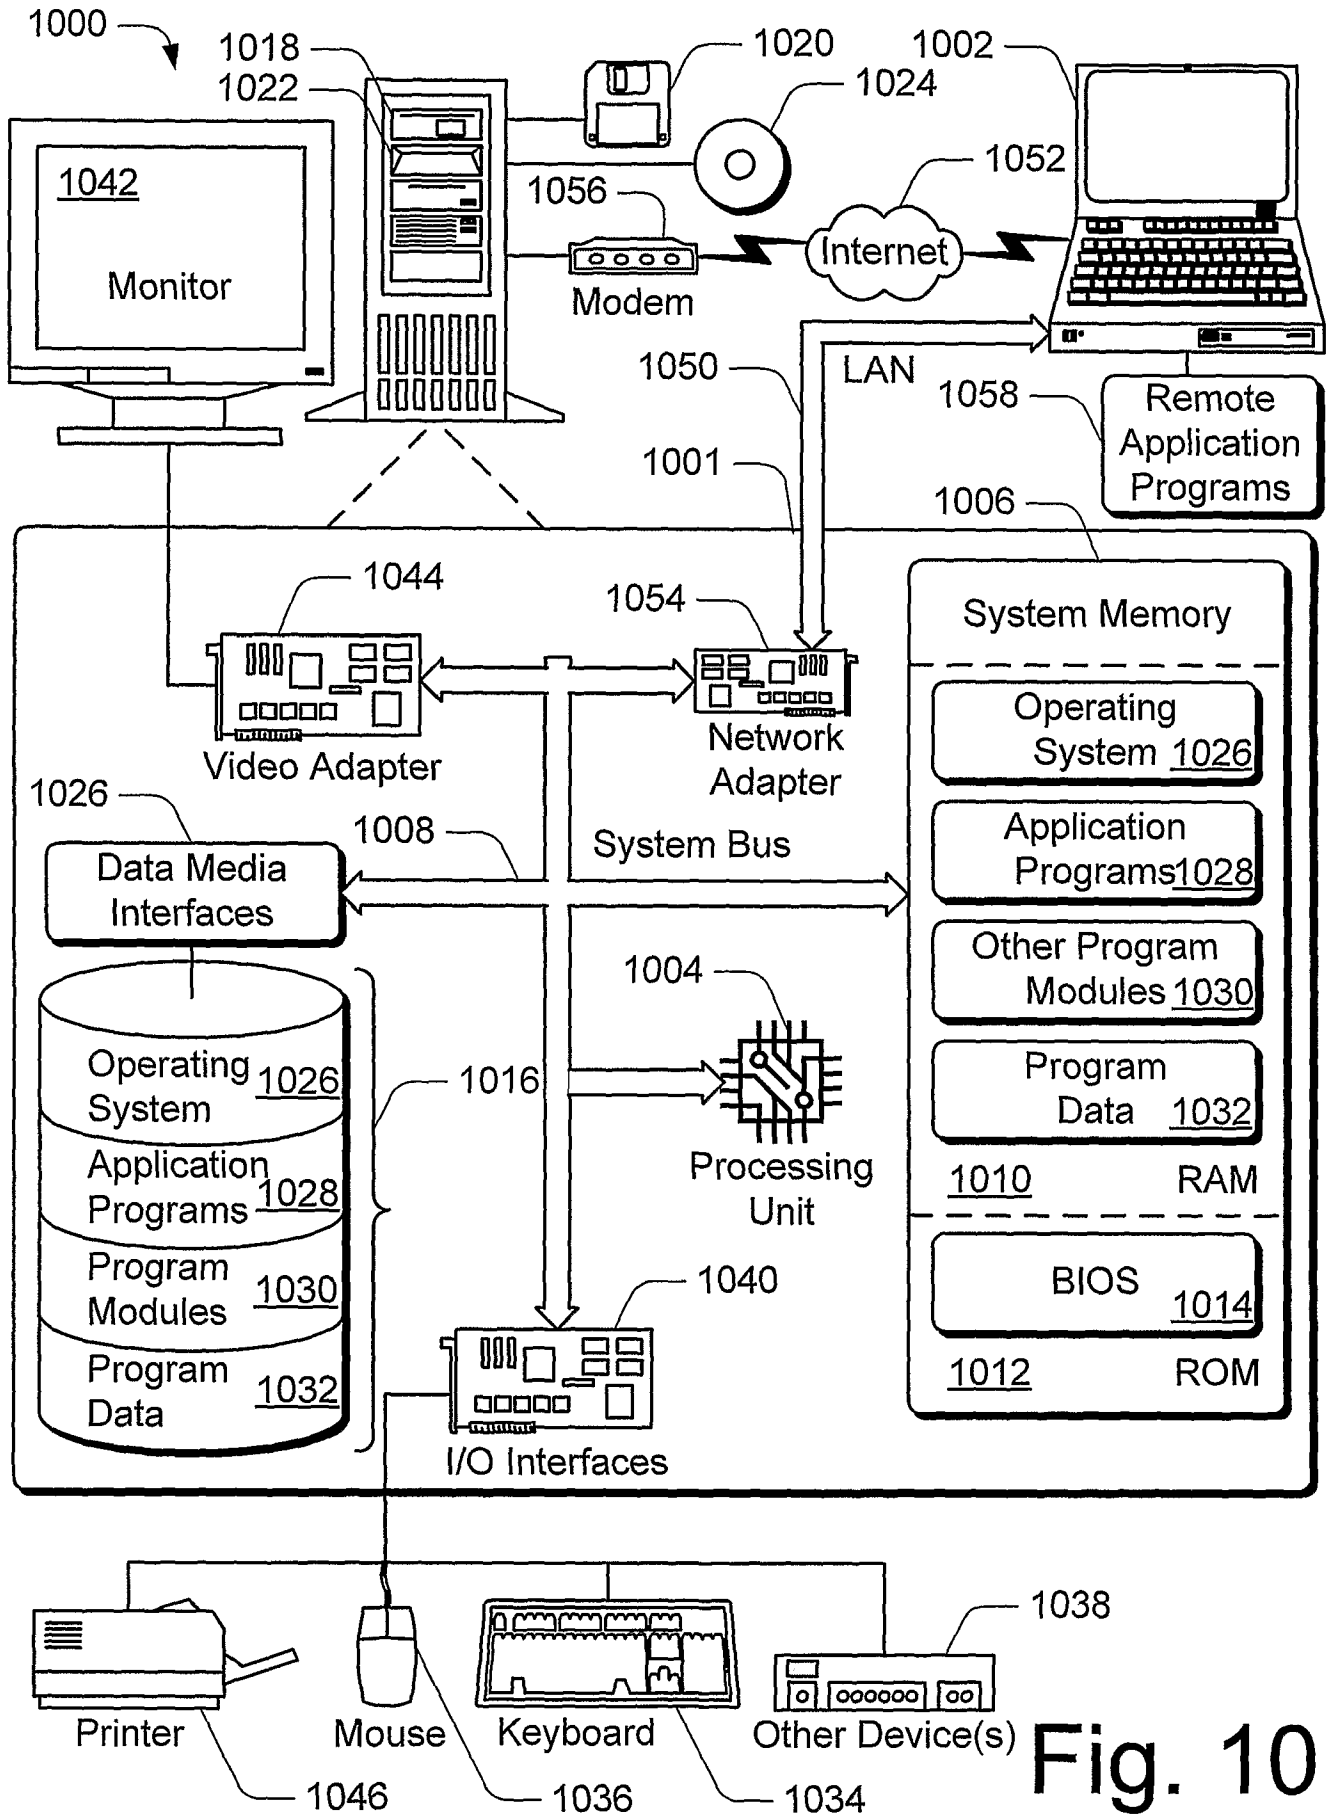 1000
1018
1022
1020
1024
1002
1052
1056
1042
Monitor
Internet
Modem
1050
LAN
1058
Remote
Application
Programs
1001
1006
1044
1054
System Memory
Operating
System 1026
Video Adapter
Network
Adapter
1026
1008
System Bus
Application
Programs 1028
Data Media
Interfaces
Other Program
Modules 1030
1004
Operating
System 1026
1016
Program
Data 1032
Application
Programs 1028
Processing
Unit
1010 RAM
Program
Modules 1030
1040
BIOS
1014
Program
Data 1032
1012 ROM
I/O Interfaces
1038
Printer
Mouse
Keyboard
Other Device(s)
1046
1036
1034
Fig. 10